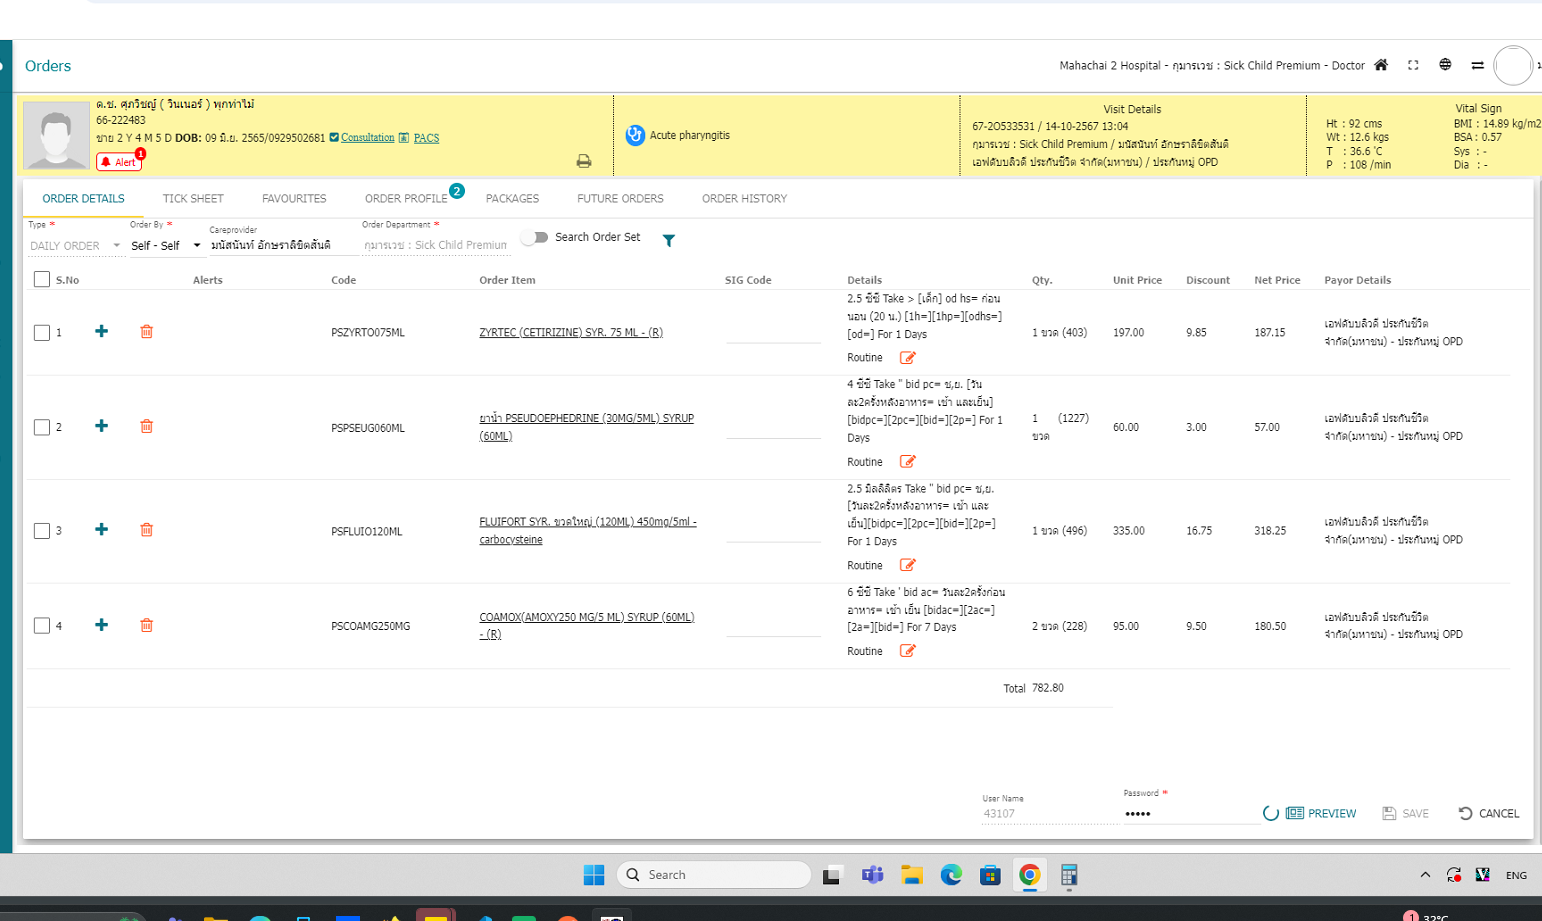 Orders
Mahachai 2 Hospital - กุมารเวช : Sick Child Premium - Doctor
ด.ช. ศุภวิชญ์ ( วินเนอร์ ) พุกท่าไม้
66-222483
ชาย 2 Y 4 M 5 D DOB: 09 มิ.ย. 2565/0929502681 Consultation PACS
Alert 1
Acute pharyngitis
Visit Details
67-20533531 / 14-10-2567 13:04
กุมารเวช : Sick Child Premium / มนัสนันท์ อักษราลิขิตสันติ
เอฟดับบลิวดี ประกันชีวิต จำกัด(มหาชน) / ประกันหมู่ OPD
Vital Sign
Ht : 92 cms BMI : 14.89 kg/m2
Wt : 12.6 kgs BSA : 0.57
T : 36.6 ℃ Sys : -
P : 108 /min Dia : -
ORDER DETAILS TICK SHEET FAVOURITES ORDER PROFILE 2 PACKAGES FUTURE ORDERS ORDER HISTORY
Type * Order By * Careprovider Order Department *
DAILY ORDER Self - Self มนัสนันท์ อักษราลิขิตสันติ กุมารเวช : Sick Child Premium Search Order Set
S.No Alerts Code Order Item SIG Code Details Qty. Unit Price Discount Net Price Payor Details
2.5 ซีซี Take > [เด็ก] od hs= ก่อน
นอน (20 น.) [1h=][1hp=][odhs=]
[od=] For 1 Days
Routine
1 PSZYRTO075ML ZYRTEC (CETIRIZINE) SYR. 75 ML - (R) 1 ขวด (403) 197.00 9.85 187.15
เอฟดับบลิวดี ประกันชีวิต
จำกัด(มหาชน) - ประกันหมู่ OPD
4 ซีซี Take " bid pc= ช,ย. [วัน
ละ2ครั้งหลังอาหาร= เช้า และเย็น]
[bidpc=][2pc=][bid=][2p=] For 1
Days
Routine
2 PSPSEUG060ML ยาน้ำ PSEUDOEPHEDRINE (30MG/5ML) SYRUP
(60ML)
1 (1227)
ขวด
60.00 3.00 57.00
เอฟดับบลิวดี ประกันชีวิต
จำกัด(มหาชน) - ประกันหมู่ OPD
2.5 มิลลิลิตร Take " bid pc= ช,ย.
[วันละ2ครั้งหลังอาหาร= เช้า และ
เย็น][bidpc=][2pc=][bid=][2p=]
For 1 Days
Routine
3 PSFLUIO120ML FLUIFORT SYR. ขวดใหญ่ (120ML) 450mg/5ml -
carbocysteine
1 ขวด (496) 335.00 16.75 318.25
เอฟดับบลิวดี ประกันชีวิต
จำกัด(มหาชน) - ประกันหมู่ OPD
6 ซีซี Take ' bid ac= วันละ2ครั้งก่อน
อาหาร= เช้า เย็น [bidac=][2ac=]
[2a=][bid=] For 7 Days
Routine
4 PSCOAMG250MG COAMOX(AMOXY250 MG/5 ML) SYRUP (60ML)
- (R)
2 ขวด (228) 95.00 9.50 180.50
เอฟดับบลิวดี ประกันชีวิต
จำกัด(มหาชน) - ประกันหมู่ OPD
Total 782.80
User Name Password *
43107 ••••• PREVIEW SAVE CANCEL
Search ENG
1 32°C